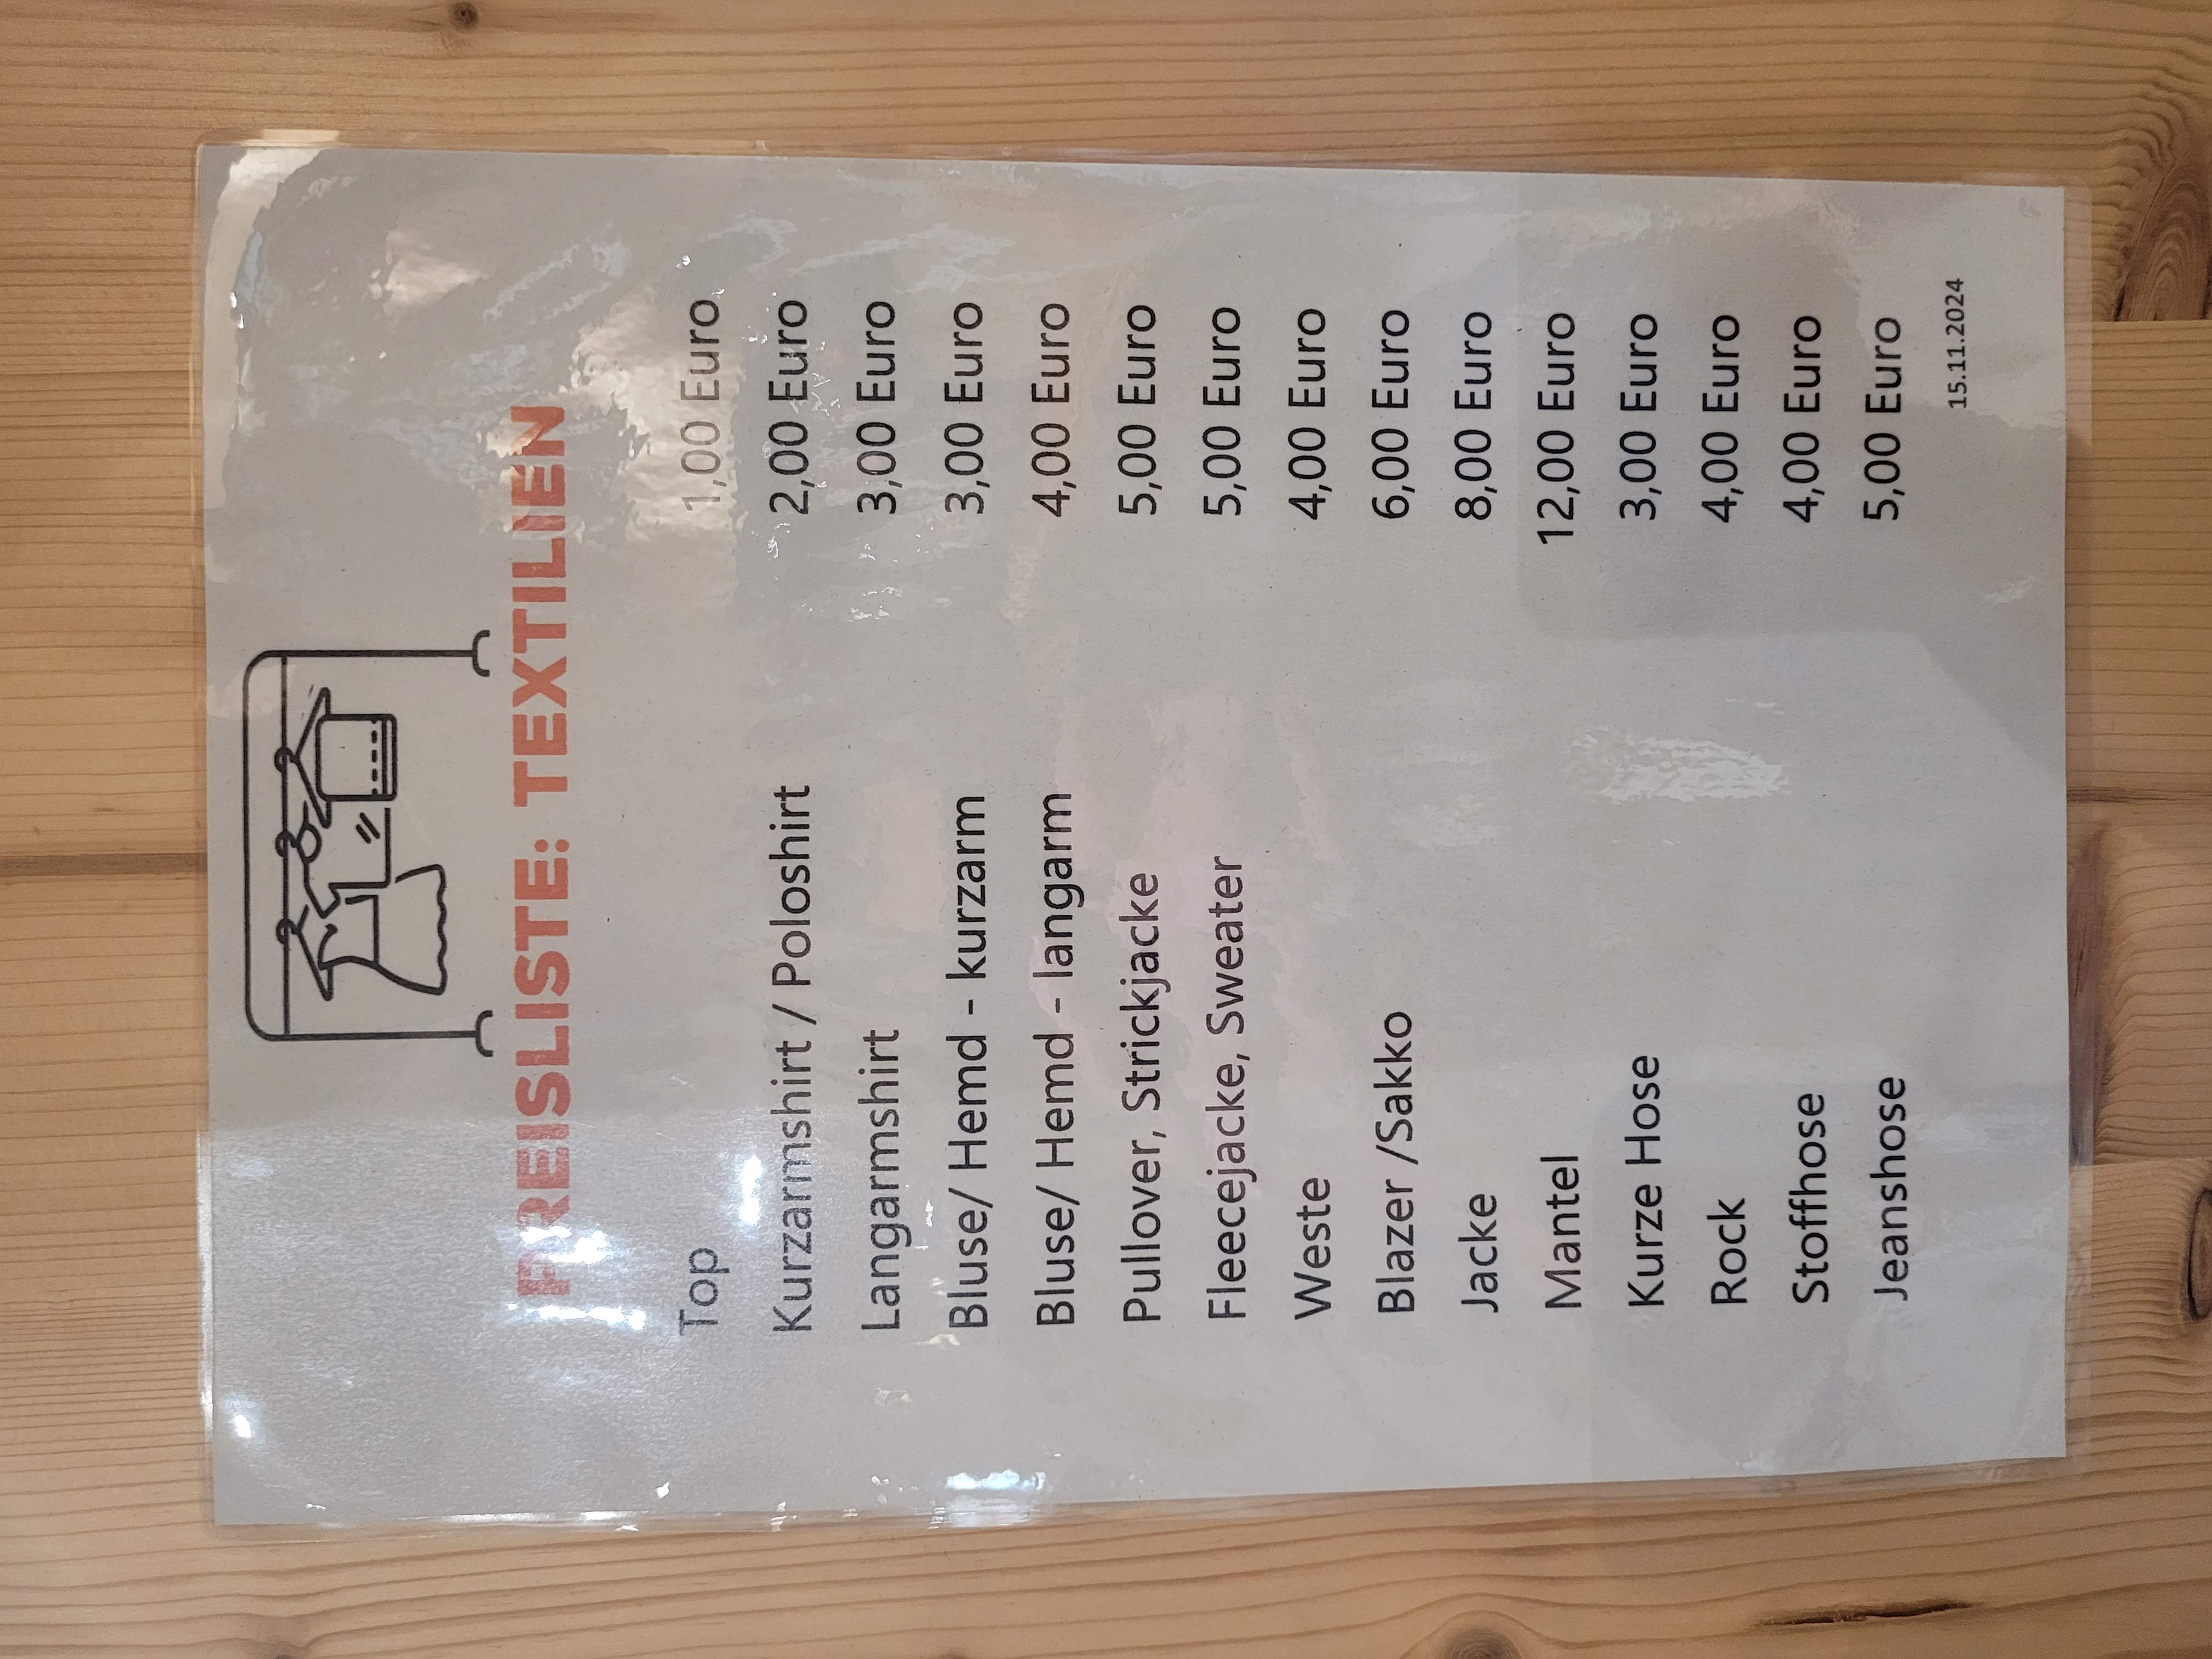 PREISLISTE: TEXTILIEN
Top 1,00 Euro
Kurzarmshirt / Poloshirt 2,00 Euro
Langarmshirt 3,00 Euro
Bluse/ Hemd - kurzarm 3,00 Euro
Bluse/ Hemd - langarm 4,00 Euro
Pullover, Strickjacke 5,00 Euro
Fleecejacke, Sweater 5,00 Euro
Weste 4,00 Euro
Blazer /Sakko 6,00 Euro
Jacke 8,00 Euro
Mantel 12,00 Euro
Kurze Hose 3,00 Euro
Rock 4,00 Euro
Stoffhose 4,00 Euro
Jeanshose 5,00 Euro
15.11.2024